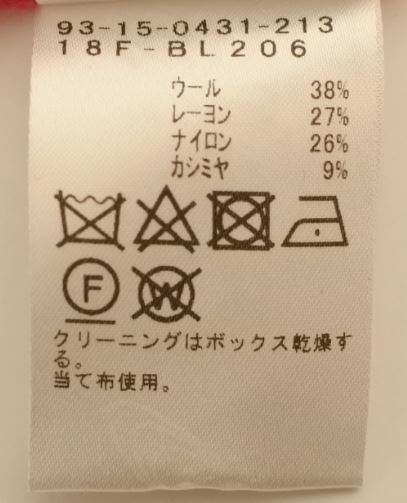 93-15-0431-213
18F-BL206
ウール 38%
レーヨン 27%
ナイロン 26%
カシミヤ 9%
F W
クリーニングはボックス乾燥す
る。
当て布使用。